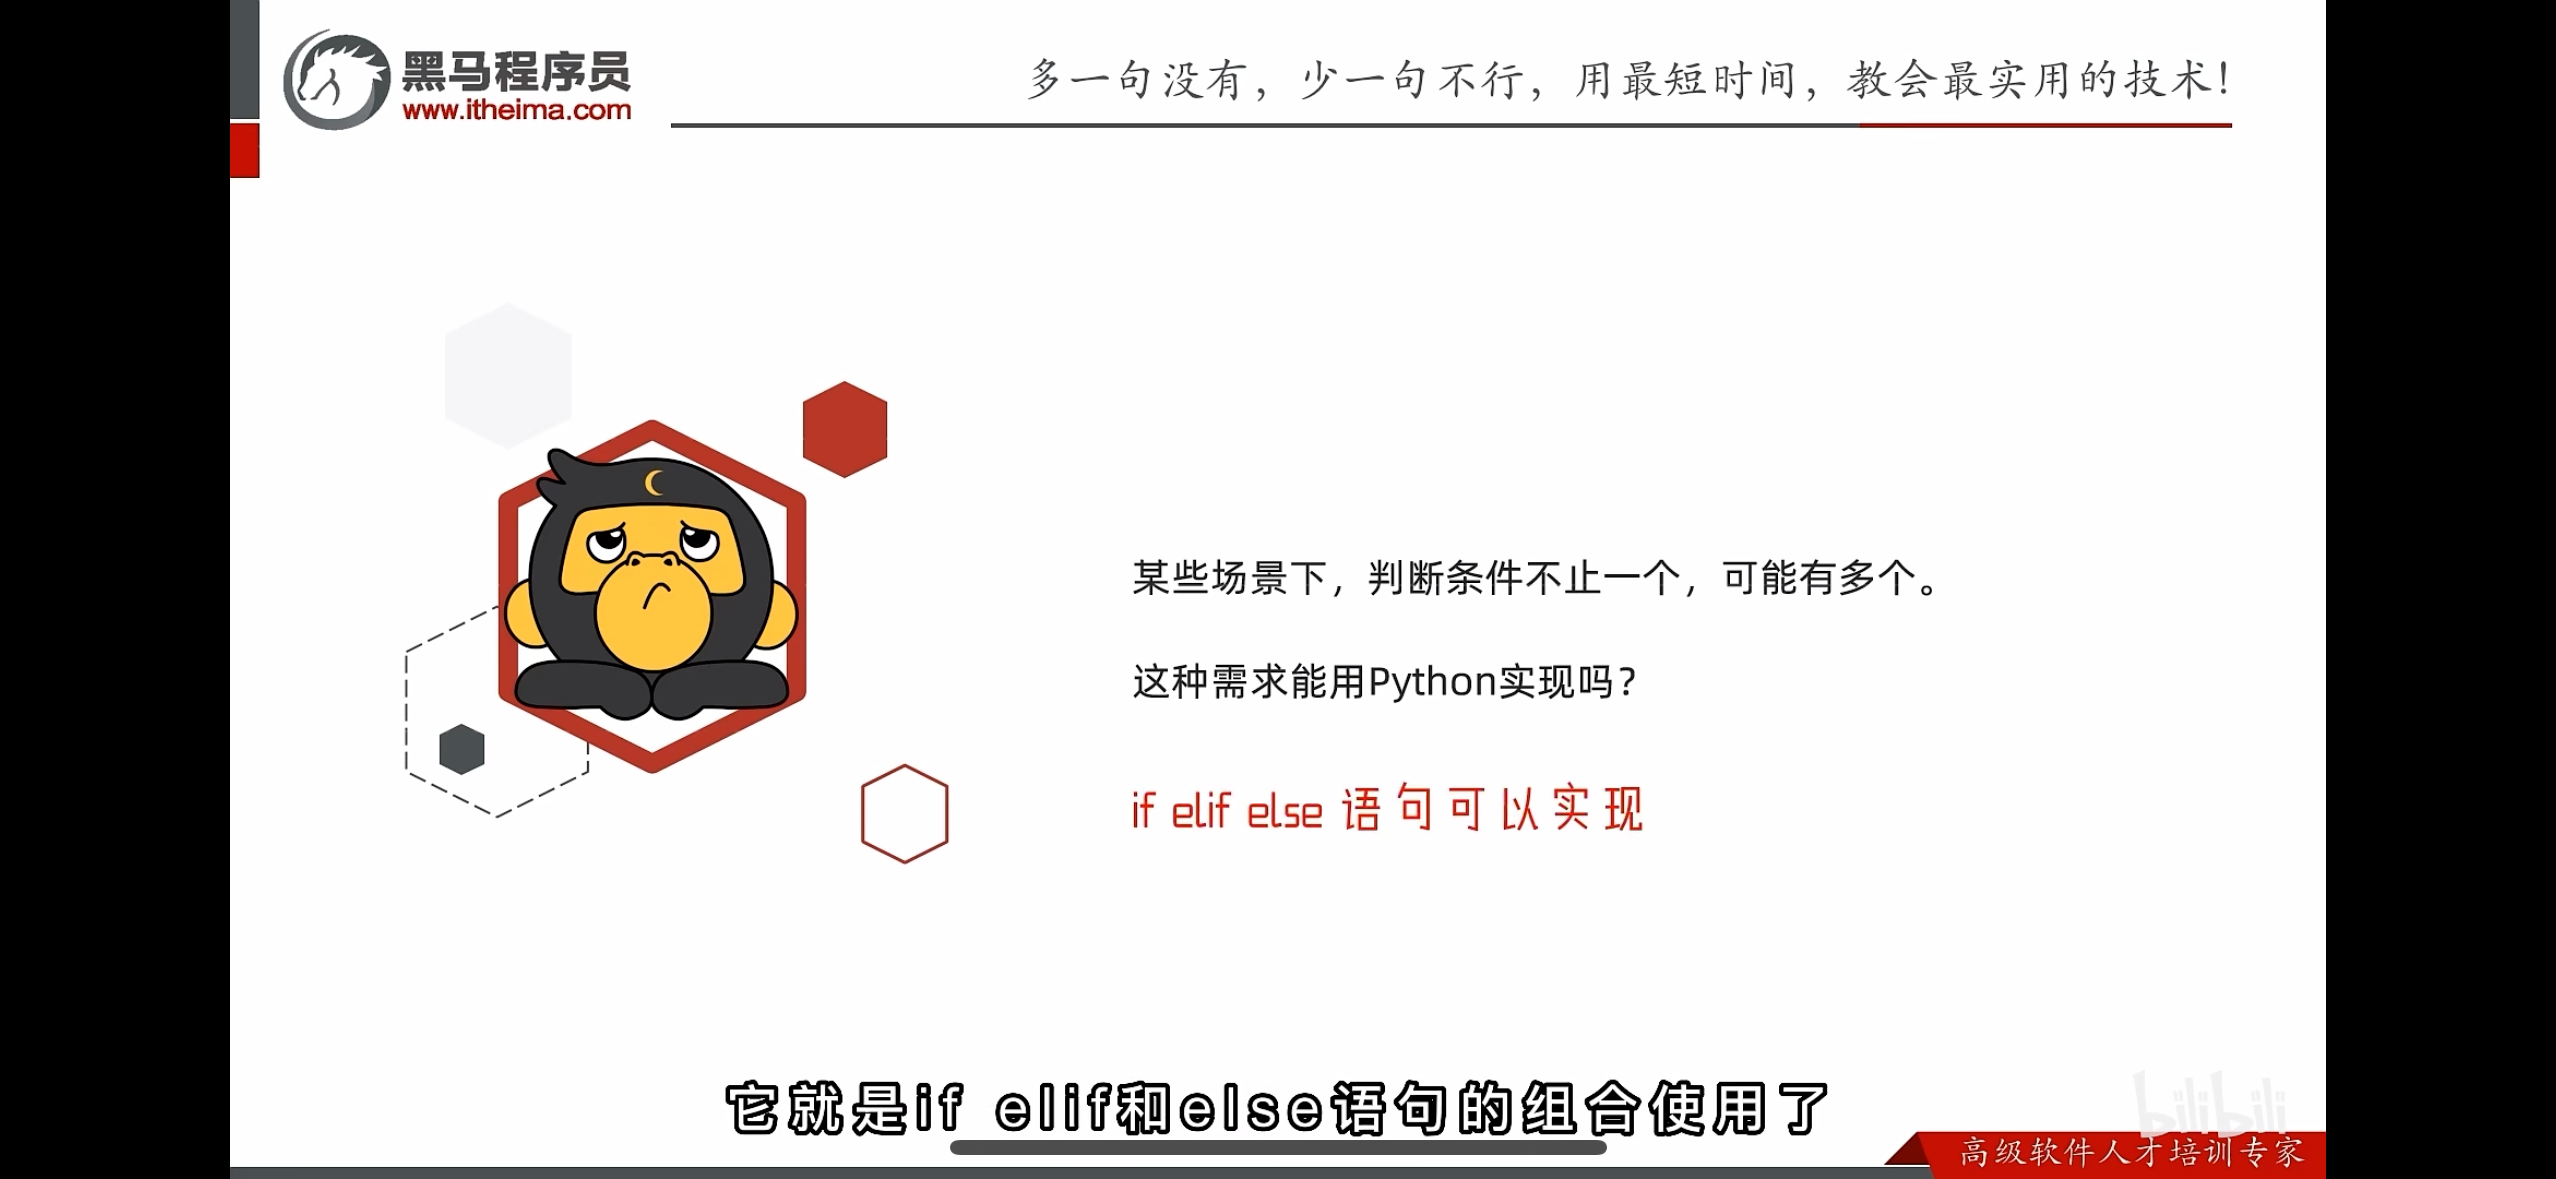 黑马程序员
www.itheima.com
多一句没有，少一句不行，用最短时间，教会最实用的技术！
某些场景下，判断条件不止一个，可能有多个。
这种需求能用Python实现吗？
if elif else 语句可以实现
它就是if elif和else语句的组合使用了
bilibili
高级软件人才培训专家